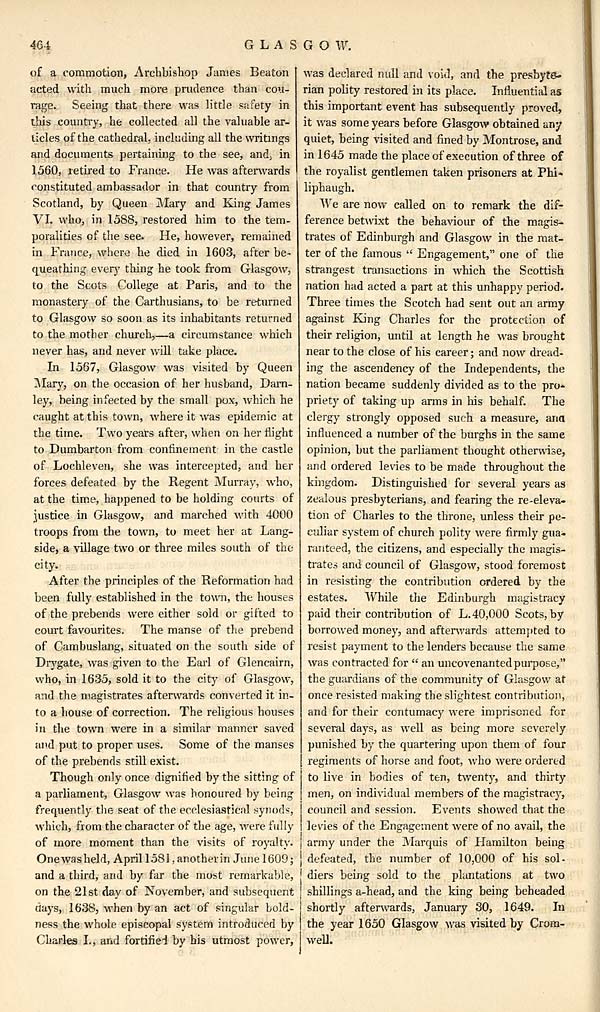 464
GLASGOW.
of a commotion, Archbishop James Beaton
acted with much more prudence than cou-
rage. Seeing that there was little safety in
this country, he collected all the valuable ar-
ticles of the cathedral, including all the writings
and documents pertaining to the see, and, in
1560, retired to France. He was afterwards
constituted ambassador in that country from
Scotland, by Queen Mary and King James
VI. who, in 1588, restored him to the tem-
poralities of the see. He, however, remained
in France, where he died in 1603, after be-
queathing every thing he took from Glasgow,
to the Scots College at Paris, and to the
monastery of the Carthusians, to be returned
to Glasgow so soon as its inhabitants returned
to the mother church,—a circumstance which
never has, and never will take place.
In 1567, Glasgow was visited by Queen
Mary, on the occasion of her husband, Darn-
ley, being infected by the small pox, which he
caught at this town, where it was epidemic at
the time. Two years after, when on her flight
to Dumbarton from confinement in the castle
of Lochleven, she was intercepted, and her
forces defeated by the Regent Murray, who,
at the time, happened to be holding courts of
justice in Glasgow, and marched with 4000
troops from the town, to meet her at Lang-
side, a village two or three miles south of the
city.
After the principles of the Reformation had
been fully established in the town, the houses
of the prebends were either sold or gifted to
court favourites. The manse of the prebend
of Cambuslang, situated on the south side of
Drygate, was given to the Earl of Glencairn,
who, in 1635, sold it to the city of Glasgow,
and the magistrates afterwards converted it in-
to a house of correction. The religious houses
in the town were in a similar manner saved
and put to proper uses. Some of the manses
of the prebends still exist.
Though only once dignified by the sitting of
a parliament, Glasgow was honoured by being
frequently the seat of the ecclesiastical synods,
which, from the character of the age, were fully
of more moment than the visits of royalty.
One was held, April 1581, another in June 1609;
and a third, and by far the most remarkable,
on the 21st day of November, and subsequent
days, 1638, when by an act of singular bold-
ness the whole episcopal system introduced by
Charles I., and fortified by his utmost power,
was declared null and void, and the presbyte-
rian polity restored in its place. Influential as
this important event has subsequently proved,
it was some years before Glasgow obtained any
quiet, being visited and fined by Montrose, and
in 1645 made the place of execution of three of
the royalist gentlemen taken prisoners at Phi-
liphaugh.
We are now called on to remark the dif-
ference betwixt the behaviour of the magis-
trates of Edinburgh and Glasgow in the mat-
ter of the famous “ Engagement,” one of the
strangest transactions in which the Scottish
nation had acted a part at this unhappy period.
Three times the Scotch had sent out an army
against King Charles for the protection of
their religion, until at length he was brought
near to the close of his career; and now dread-
ing the ascendency of the Independents, the
nation became suddenly divided as to the pro-
priety of taking up arms in his behalf. The
clergy strongly opposed such a measure, and
influenced a number of the burghs in the same
opinion, but the parliament thought otherwise,
and ordered levies to be made throughout the
kingdom. Distinguished for several years as
zealous presbyterians, and fearing the re-eleva-
tion of Charles to the throne, unless their pe-
culiar system of church polity were firmly gua-
ranteed, the citizens, and especially the magis-
trates and council of Glasgow, stood foremost
in resisting the contribution ordered by the
estates. While the Edinburgh magistracy
paid their contribution of L.40,000 Scots, by
borrowed money, and afterwards attempted to
resist payment to the lenders because the same
was contracted for “ an uncovenanted purpose,”
the guardians of the community of Glasgow at
once resisted making the slightest contribution,
and for their contumacy were imprisoned for
several days, as well as being more severely
punished by the quartering upon them of four
regiments of horse and foot, who were ordered
to live in bodies of ten, twenty, and thirty
men, on individual members of the magistracy,
council and session. Events showed that the
levies of the Engagement were of no avail, the
army under the Marquis of Hamilton being
defeated, the number of 10,000 of his sol-
diers being sold to the plantations at two
shillings a-head, and the king being beheaded
shortly afterwards, January 30, 1649. In
the year 1650 Glasgow was visited by Crom-
well.